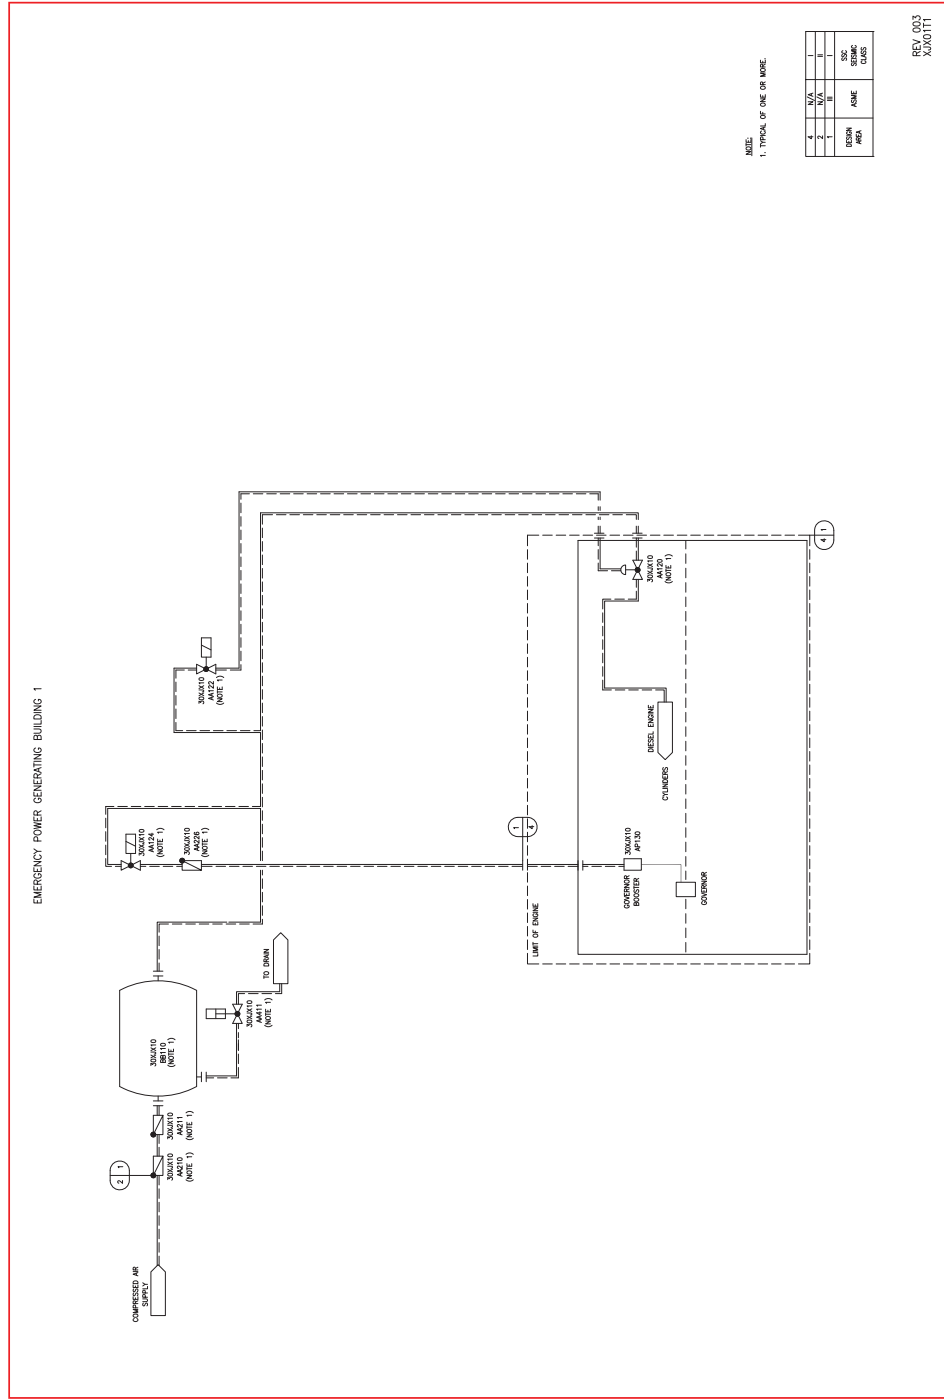 EMERGENCY POWER GENERATING BUILDING 1
COMPRESSED AIR
SUPPLY
2 1
30XJX10
AA210
(NOTE 1)
30XJX10
AA211
(NOTE 1)
30XJX10
BB110
(NOTE 1)
30XJX10
AA411
(NOTE 1)
TO DRAIN
30XJX10
AA124
(NOTE 1)
30XJX10
AA226
(NOTE 1)
30XJX10
AA122
(NOTE 1)
1
4
LIMIT OF ENGINE
GOVERNOR
BOOSTER
30XJX10
AP130
GOVERNOR
DIESEL ENGINE
CYLINDERS
30XJX10
AA120
(NOTE 1)
4 1
NOTE:
1. TYPICAL OF ONE OR MORE.
4 N/A I
2 N/A II
1 III I
DESIGN
AREA
ASME
SSC
SEISMIC
CLASS
REV 003
XJX01T1